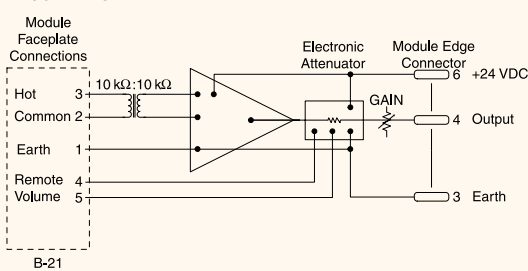 Module
Faceplate
Connections
Hot 3
Common 2
Earth 1
Remote 4
Volume 5
B-21
10 kΩ:10 kΩ
Electronic
Attenuator
GAIN
Module Edge
Connector
6 +24 VDC
4 Output
3 Earth